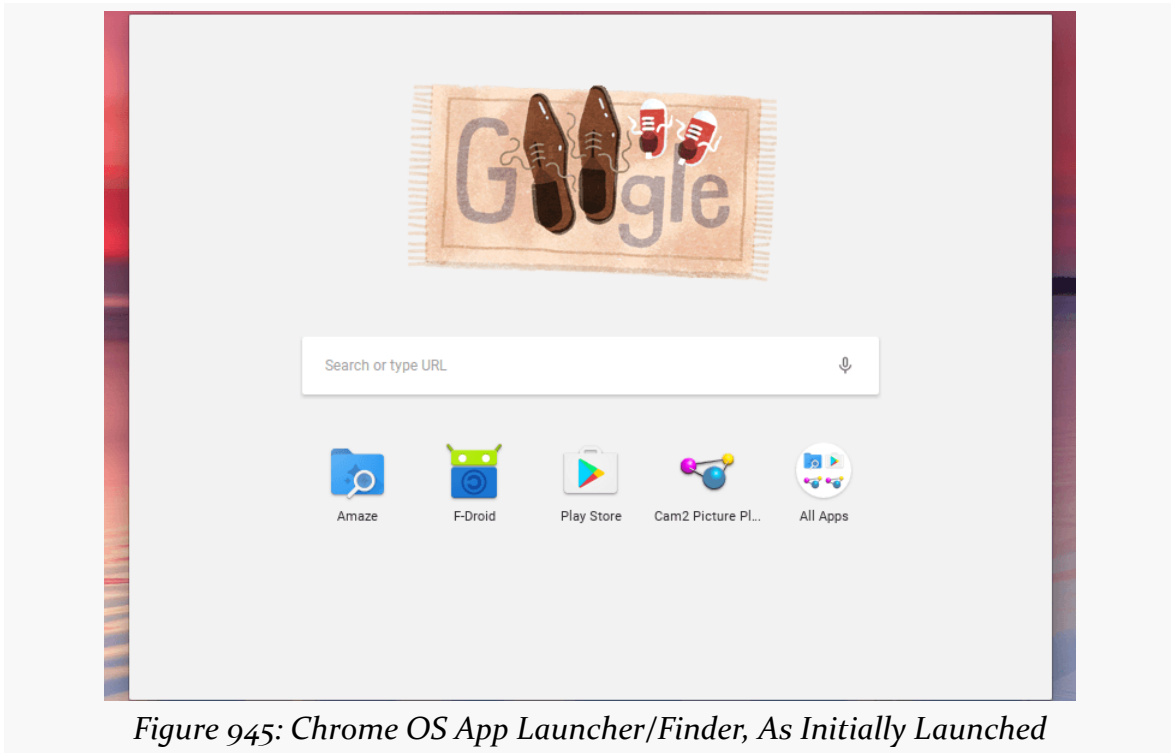 Google
Search or type URL
Amaze
F-Droid
Play Store
Cam2 Picture Pl...
All Apps
Figure 945: Chrome OS App Launcher/Finder, As Initially Launched